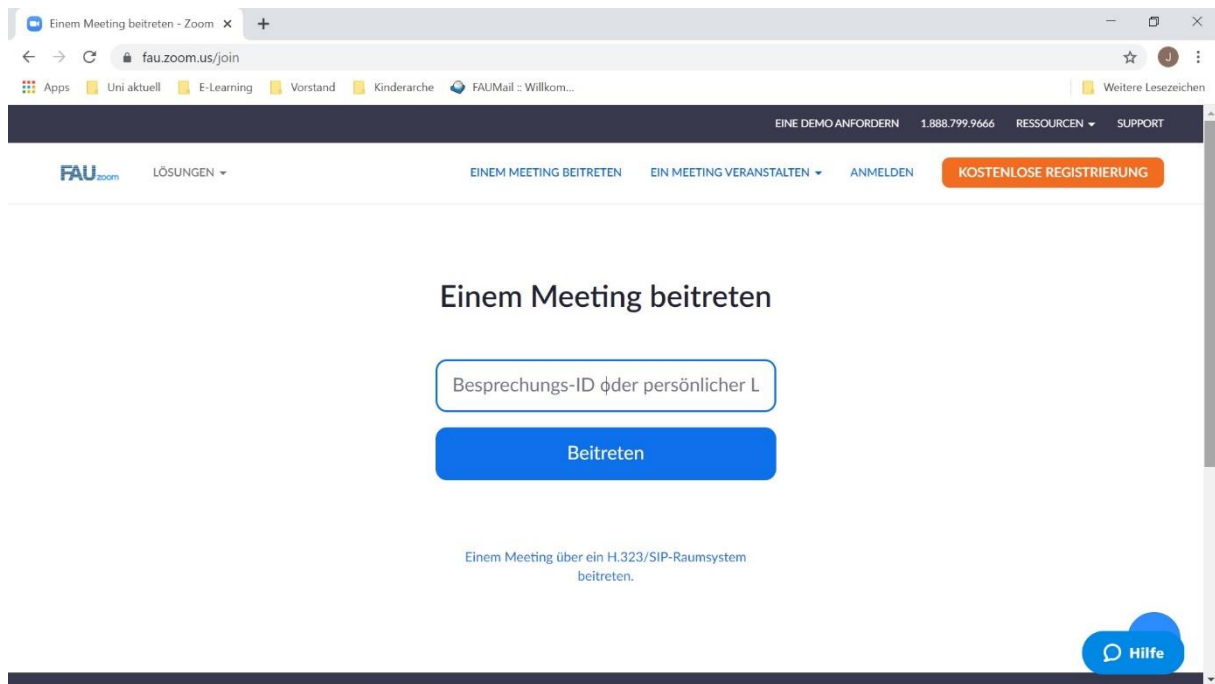 Einem Meeting beitreten - Zoom
fau.zoom.us/join
J
Apps Uni aktuell E-Learning Vorstand Kinderarche FAUMail :: Willkom... Weitere Lesezeichen
EINE DEMO ANFORDERN 1.888.799.9666 RESSOURCEN SUPPORT
FAU zoom LÖSUNGEN EINEM MEETING BEITRETEN EIN MEETING VERANSTALTEN ANMELDEN KOSTENLOSE REGISTRIERUNG
Einem Meeting beitreten
Besprechungs-ID oder persönlicher L
Beitreten
Einem Meeting über ein H.323/SIP-Raumsystem
beitreten.
Hilfe